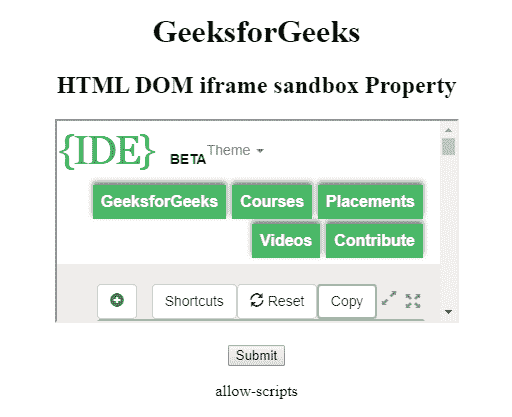 GeeksforGeeks
HTML DOM iframe sandbox Property
{IDE} BETA Theme
GeeksforGeeks Courses Placements
Videos Contribute
Shortcuts Reset Copy
Submit
allow-scripts